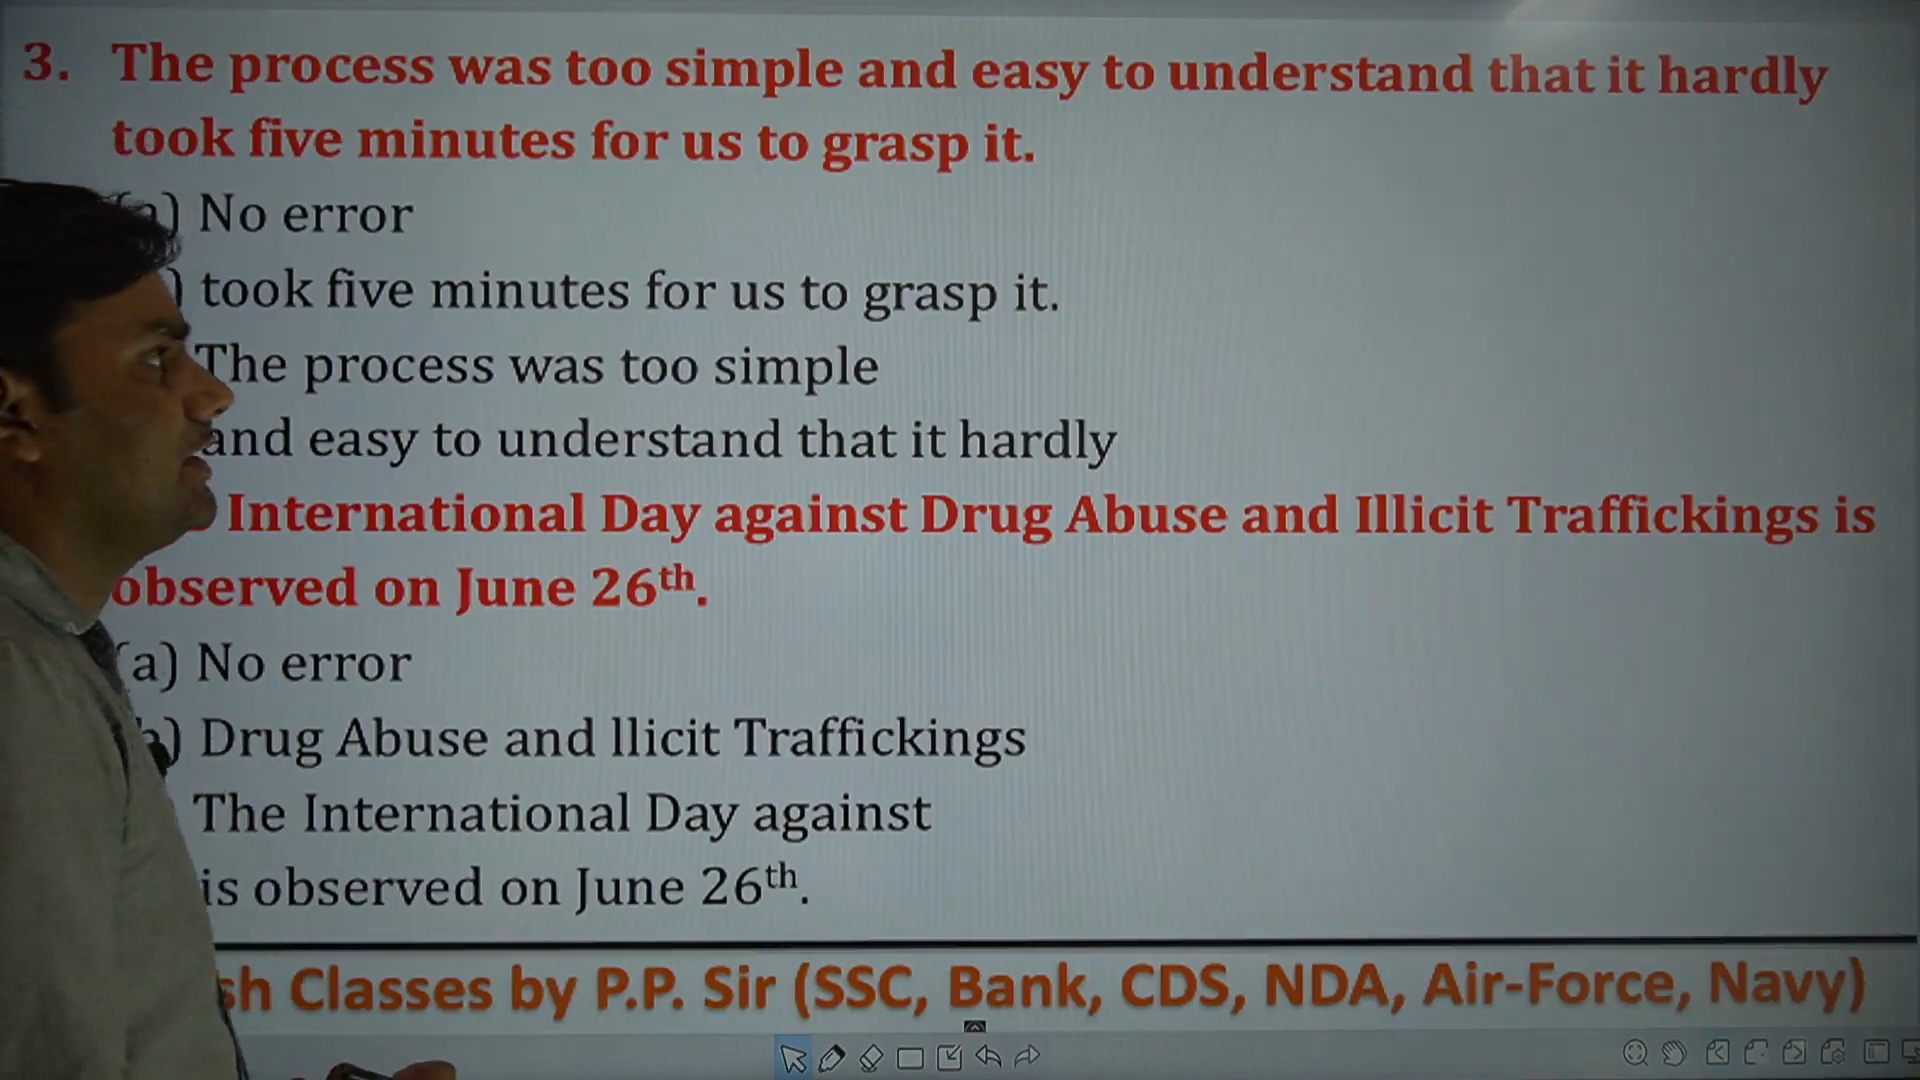 3. The process was too simple and easy to understand that it hardly
took five minutes for us to grasp it.
(a) No error
) took five minutes for us to grasp it.
The process was too simple
and easy to understand that it hardly
International Day against Drug Abuse and Illicit Traffickings is
observed on June 26th.
(a) No error
(b) Drug Abuse and llicit Traffickings
The International Day against
is observed on June 26th.
sh Classes by P.P. Sir (SSC, Bank, CDS, NDA, Air-Force, Navy)